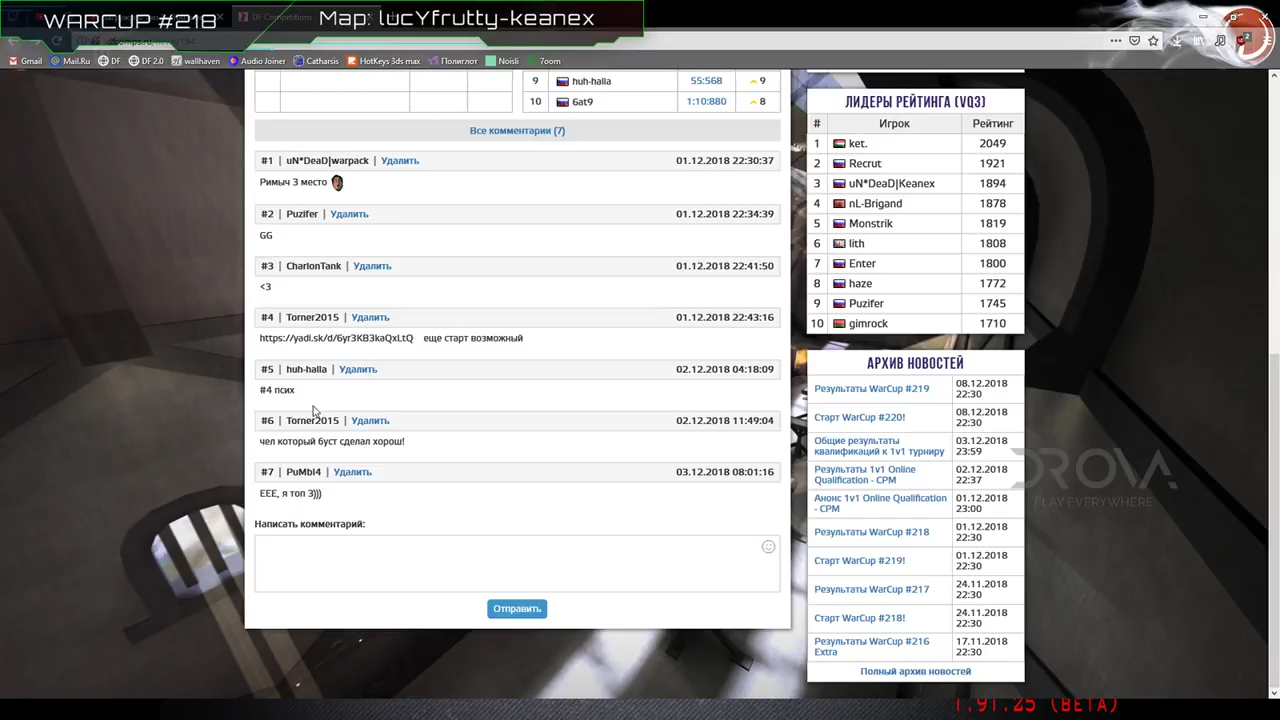 WARCUP #218
Map: lucYfrutty-keanex
DF Competitions
Gmail
Mail.Ru
DF
DF 2.0
wallhaven
Audio Joiner
Catharsis
HotKeys 3ds max
Полиглот
Noisli
7oom
2
9 huh-halla 55:568 9
10 6at9 1:10:880 8
Все комментарии (7)
#1 | uN*DeaD|warpack | Удалить 01.12.2018 22:30:37
Римыч 3 место
#2 | Puzifer | Удалить 01.12.2018 22:34:39
GG
#3 | CharlonTank | Удалить 01.12.2018 22:41:50
<3
#4 | Torner2015 | Удалить 01.12.2018 22:43:16
https://yadi.sk/d/6yr3KB3kaQxLtQ еще старт возможный
#5 | huh-halla | Удалить 02.12.2018 04:18:09
#4 псих
#6 | Torner2015 | Удалить 02.12.2018 11:49:04
чел который буст сделал хорош!
#7 | PuMbl4 | Удалить 03.12.2018 08:01:16
ЕЕЕ, я топ 3)))
Написать комментарий:
Отправить
ЛИДЕРЫ РЕЙТИНГА (VQ3)
# Игрок Рейтинг
1 ket. 2049
2 Recrut 1921
3 uN*DeaD|Keanex 1894
4 nL-Brigand 1878
5 Monstrik 1819
6 lith 1808
7 Enter 1800
8 haze 1772
9 Puzifer 1745
10 gimrock 1710
АРХИВ НОВОСТЕЙ
Результаты WarCup #219 08.12.2018
22:30
Старт WarCup #220! 08.12.2018
22:30
Общие результаты 03.12.2018
квалификаций к 1v1 турниру 23:59
Результаты 1v1 Online 02.12.2018
Qualification - CPM 22:37
Анонс 1v1 Online Qualification 01.12.2018
- CPM 23:00
Результаты WarCup #218 01.12.2018
22:30
Старт WarCup #219! 01.12.2018
22:30
Результаты WarCup #217 24.11.2018
22:30
Старт WarCup #218! 24.11.2018
22:30
Результаты WarCup #216 17.11.2018
Extra 22:30
Полный архив новостей
DROVA
PLAY EVERYWHERE
1.91.25 (BETA)